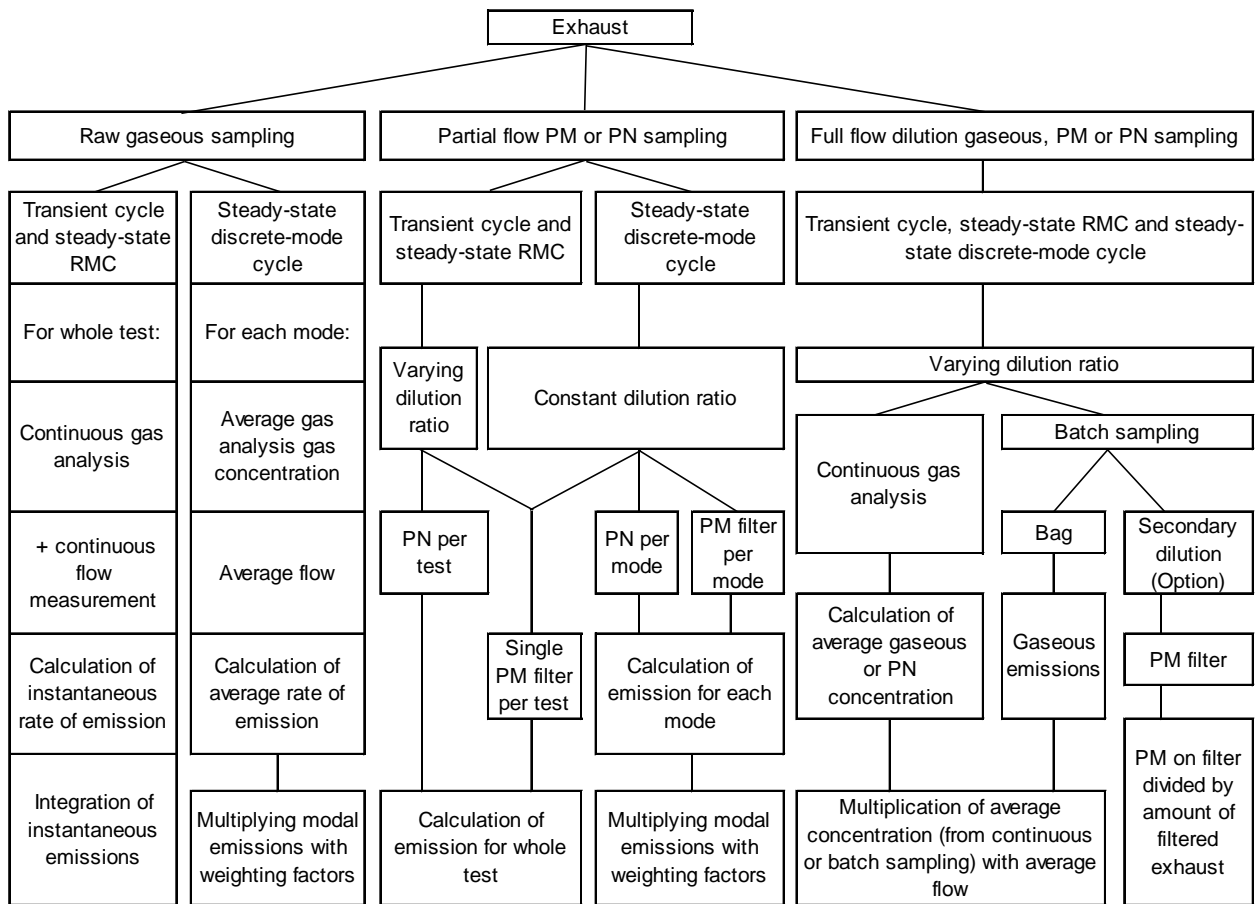 Exhaust
Raw gaseous sampling
Partial flow PM or PN sampling
Full flow dilution gaseous, PM or PN sampling
Transient cycle
and steady-state
RMC
Steady-state
discrete-mode
cycle
Transient cycle and
steady-state RMC
Steady-state
discrete-mode
cycle
Transient cycle, steady-state RMC and steady-
state discrete-mode cycle
For whole test:
For each mode:
Varying
dilution
ratio
Constant dilution ratio
Varying dilution ratio
Continuous gas
analysis
Average gas
analysis gas
concentration
Continuous gas
analysis
Batch sampling
+ continuous
flow
measurement
Average flow
PN per
test
PN per
mode
PM filter
per
mode
Bag
Secondary
dilution
(Option)
Calculation of
instantaneous
rate of emission
Calculation of
average rate of
emission
Single
PM filter
per test
Calculation of
emission for each
mode
Calculation of
average gaseous
or PN
concentration
Gaseous
emissions
PM filter
Integration of
instantaneous
emissions
Multiplying modal
emissions with
weighting factors
Calculation of
emission for whole
test
Multiplying modal
emissions with
weighting factors
Multiplication of average
concentration (from continuous
or batch sampling) with average
flow
PM on filter
divided by
amount of
filtered
exhaust